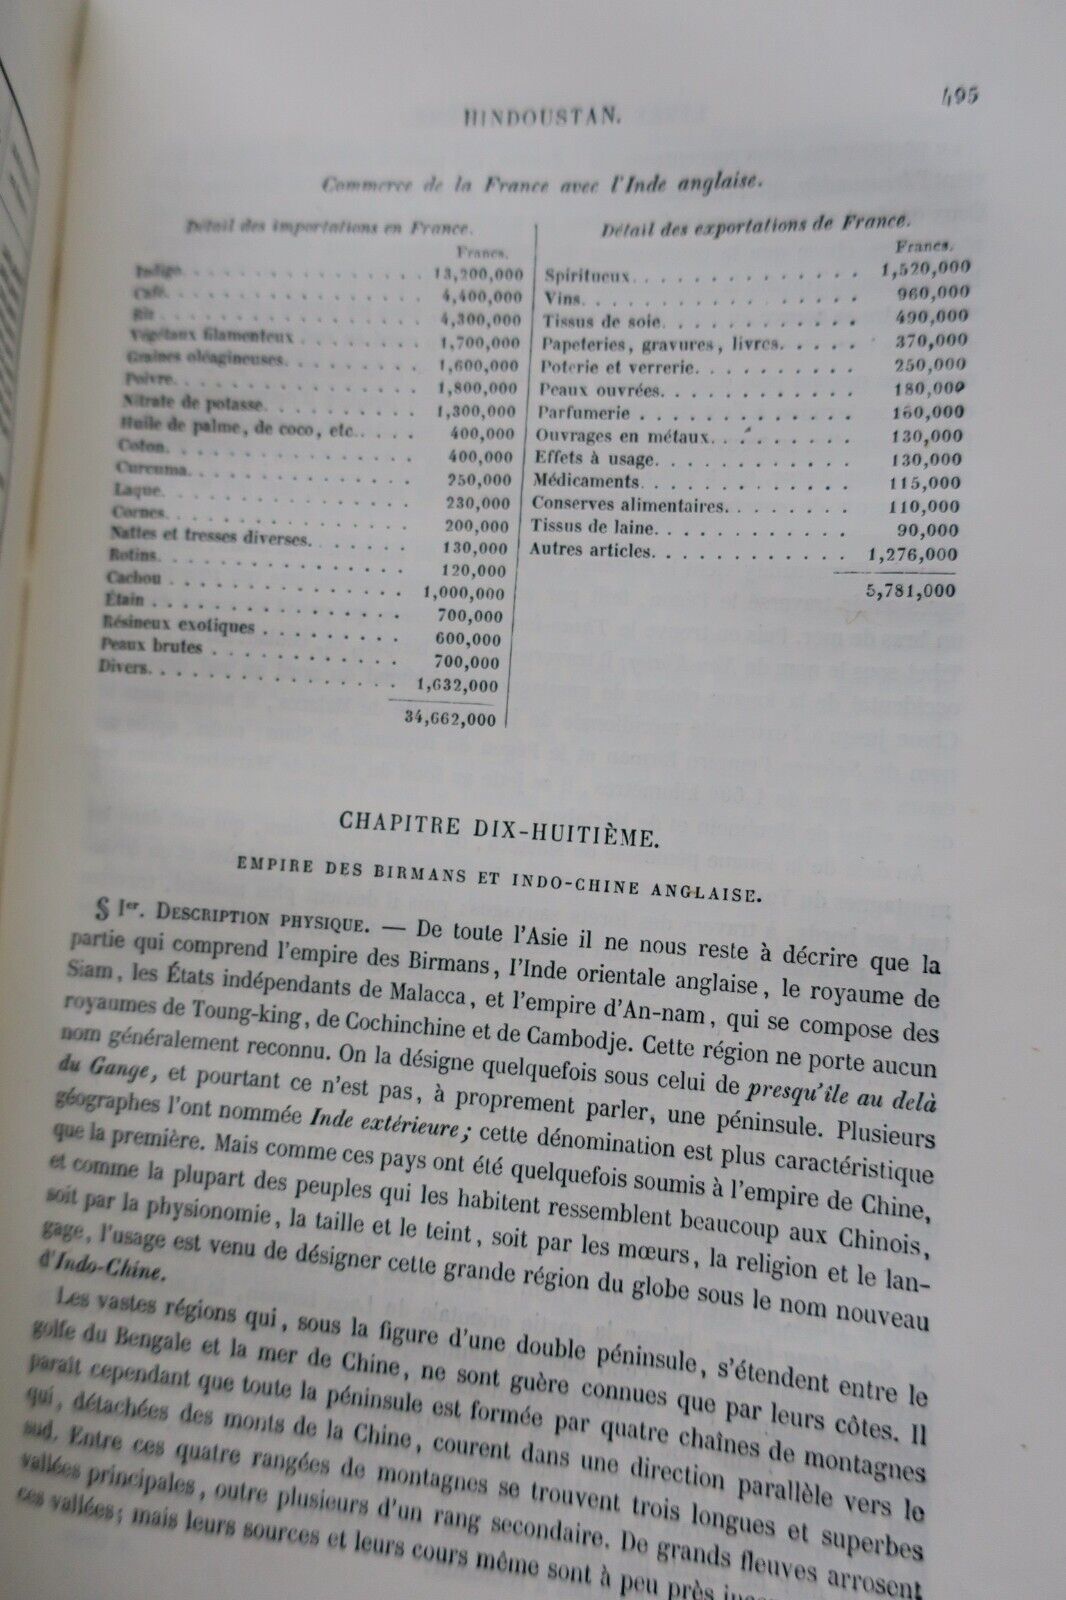 HINDOUSTAN.
495
Commerce de la France avec l'Inde anglaise.
Détail des importations en France.
Francs.
Indigo. 13,200,000
Café. 4,400,000
Riz 4,300,000
Végétaux filamenteux 1,700,000
Graines oléagineuses. 1,600,000
Poivre. 1,800,000
Nitrate de potasse. 1,300,000
Huile de palme, de coco, etc. 400,000
Coton. 400,000
Curcuma. 250,000
Laque. 230,000
Cornes. 200,000
Nattes et tresses diverses. 130,000
Rotins. 120,000
Cachou 1,000,000
Étain 700,000
Résineux exotiques 600,000
Peaux brutes 700,000
Divers. 1,632,000
34,662,000
Détail des exportations de France.
Francs.
Spiritueux. 1,520,000
Vins. 960,000
Tissus de soie. 490,000
Papeteries, gravures, livres. 370,000
Poterie et verrerie. 250,000
Peaux ouvrées. 180,000
Parfumerie 160,000
Ouvrages en métaux. 130,000
Effets à usage. 130,000
Médicaments. 115,000
Conserves alimentaires. 110,000
Tissus de laine. 90,000
Autres articles. 1,276,000
5,781,000
CHAPITRE DIX-HUITIÈME.
EMPIRE DES BIRMANS ET INDO-CHINE ANGLAISE.
§ Ier. DESCRIPTION PHYSIQUE. — De toute l'Asie il ne nous reste à décrire que la
partie qui comprend l'empire des Birmans, l'Inde orientale anglaise, le royaume de
Siam, les États indépendants de Malacca, et l'empire d'An-nam, qui se compose des
royaumes de Toung-king, de Cochinchine et de Cambodje. Cette région ne porte aucun
nom généralement reconnu. On la désigne quelquefois sous celui de presqu'île au delà
du Gange, et pourtant ce n'est pas, à proprement parler, une péninsule. Plusieurs
géographes l'ont nommée Inde extérieure; cette dénomination est plus caractéristique
que la première. Mais comme ces pays ont été quelquefois soumis à l'empire de Chine,
et comme la plupart des peuples qui les habitent ressemblent beaucoup aux Chinois,
soit par la physionomie, la taille et le teint, soit par les mœurs, la religion et le lan-
gage, l'usage est venu de désigner cette grande région du globe sous le nom nouveau
d'Indo-Chine.
Les vastes régions qui, sous la figure d'une double péninsule, s'étendent entre le
golfe du Bengale et la mer de Chine, ne sont guère connues que par leurs côtes. Il
paraît cependant que toute la péninsule est formée par quatre chaînes de montagnes
qui, détachées des monts de la Chine, courent dans une direction parallèle vers le
sud. Entre ces quatre rangées de montagnes se trouvent trois longues et superbes
vallées principales, outre plusieurs d'un rang secondaire. De grands fleuves arrosent
ces vallées; mais leurs sources et leurs cours même sont à peu près